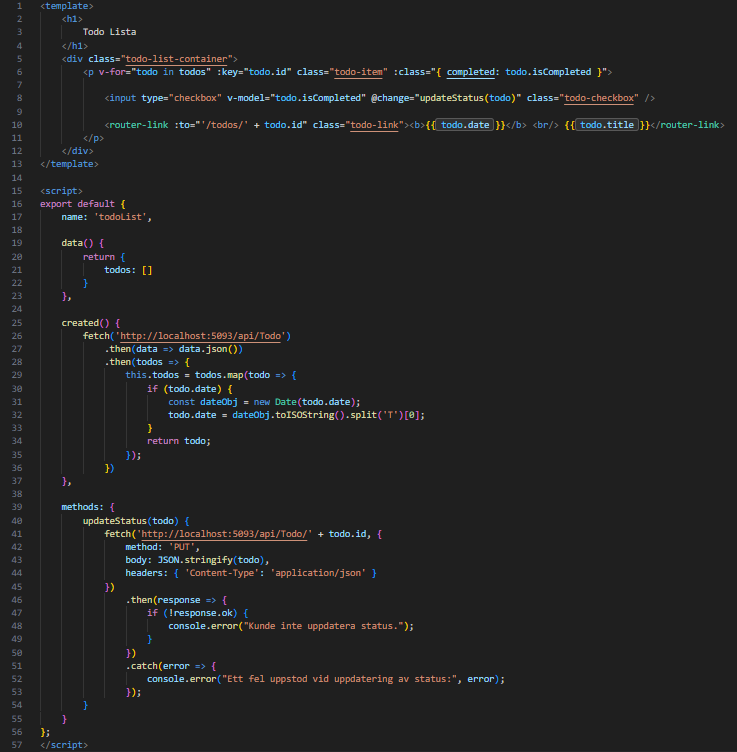 1 <template>
2 <h1>
3 Todo Lista
4 </h1>
5 <div class="todo-list-container">
6 <p v-for="todo in todos" :key="todo.id" class="todo-item" :class="{ completed: todo.isCompleted }">
7
8 <input type="checkbox" v-model="todo.isCompleted" @change="updateStatus(todo)" class="todo-checkbox" />
9
10 <router-link :to="'/todos/' + todo.id" class="todo-link"><b>{{ todo.date }}</b> <br/> {{ todo.title }}</router-link>
11 </p>
12 </div>
13 </template>
14
15 <script>
16 export default {
17 name: 'todoList',
18
19 data() {
20 return {
21 todos: []
22 }
23 },
24
25 created() {
26 fetch('http://localhost:5093/api/Todo')
27 .then(data => data.json())
28 .then(todos => {
29 this.todos = todos.map(todo => {
30 if (todo.date) {
31 const dateObj = new Date(todo.date);
32 todo.date = dateObj.toISOString().split('T')[0];
33 }
34 return todo;
35 });
36 })
37 },
38
39 methods: {
40 updateStatus(todo) {
41 fetch('http://localhost:5093/api/Todo/' + todo.id, {
42 method: 'PUT',
43 body: JSON.stringify(todo),
44 headers: { 'Content-Type': 'application/json' }
45 })
46 .then(response => {
47 if (!response.ok) {
48 console.error("Kunde inte uppdatera status.");
49 }
50 })
51 .catch(error => {
52 console.error("Ett fel uppstod vid uppdatering av status:", error);
53 });
54 }
55 }
56 };
57 </script>